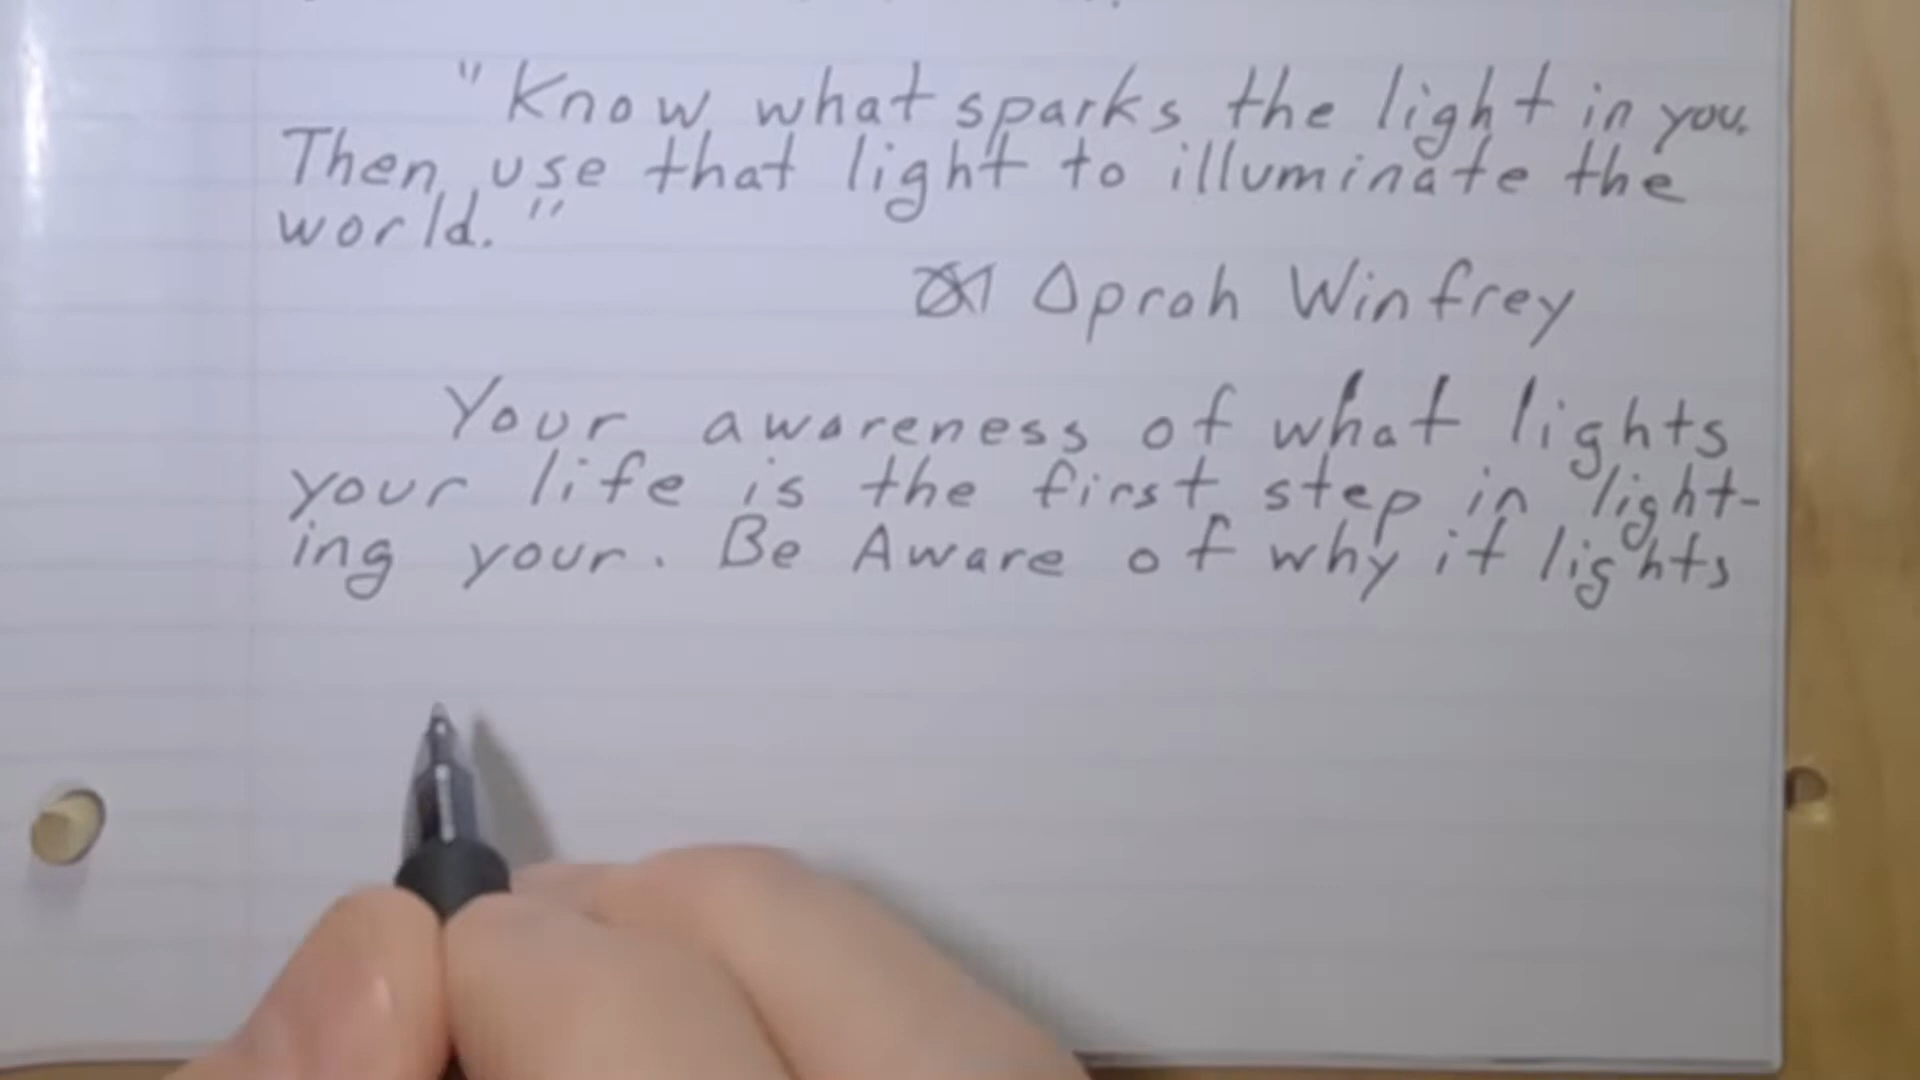 "Know what sparks the light in you.
Then use that light to illuminate the
world."
Oprah Winfrey
Your awareness of what lights
your life is the first step in light-
ing your. Be Aware of why it lights